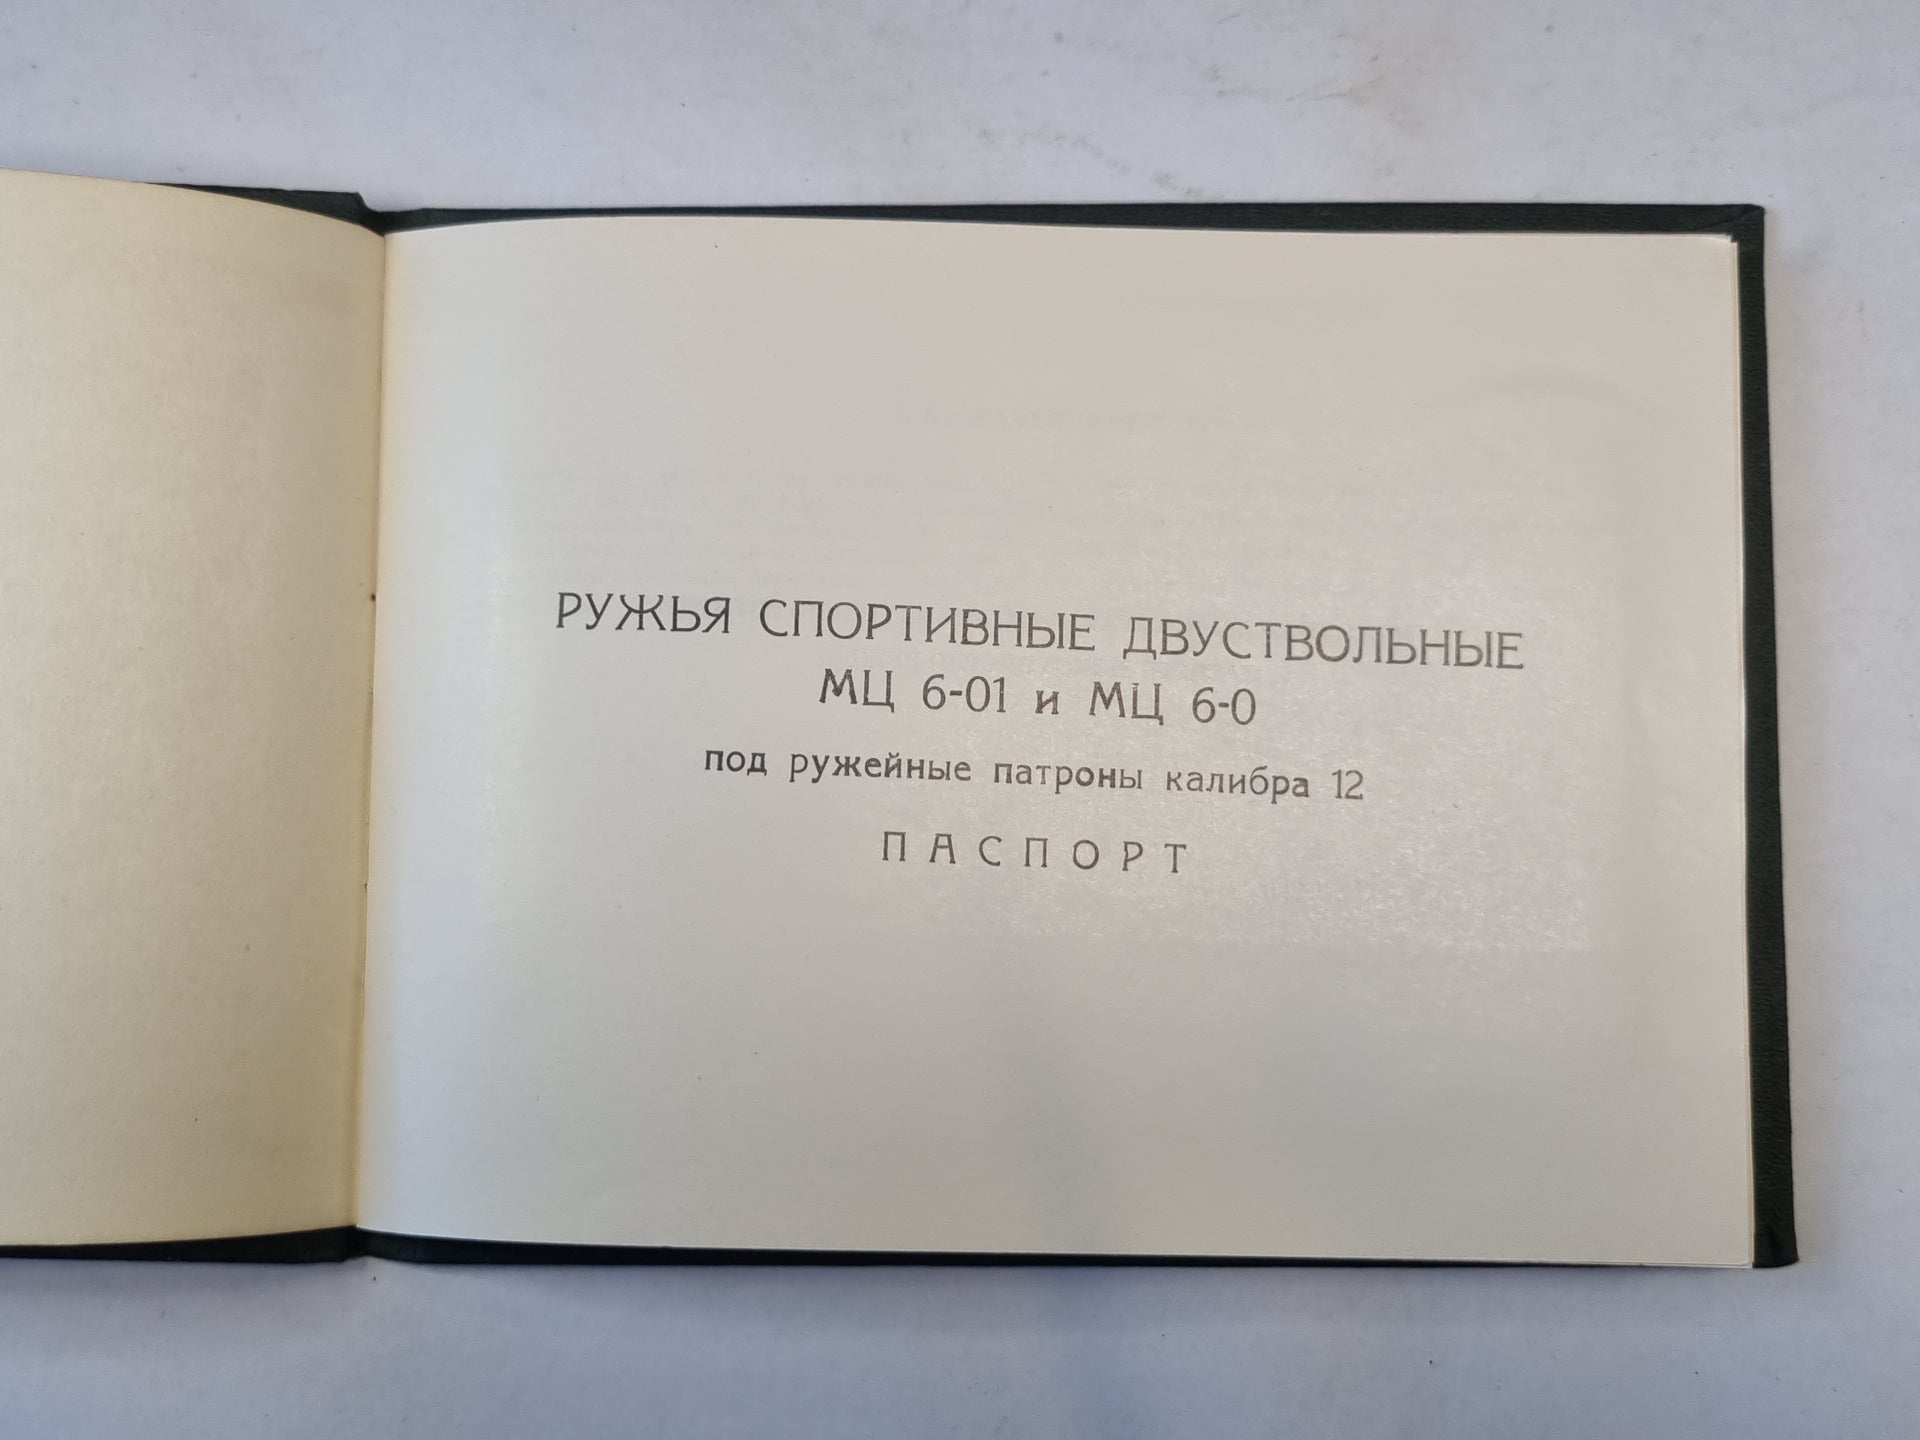 РУЖЬЯ СПОРТИВНЫЕ ДВУСТВОЛЬНЫЕ
МЦ 6-01 и МЦ 6-0
под ружейные патроны калибра 12
ПАСПОРТ